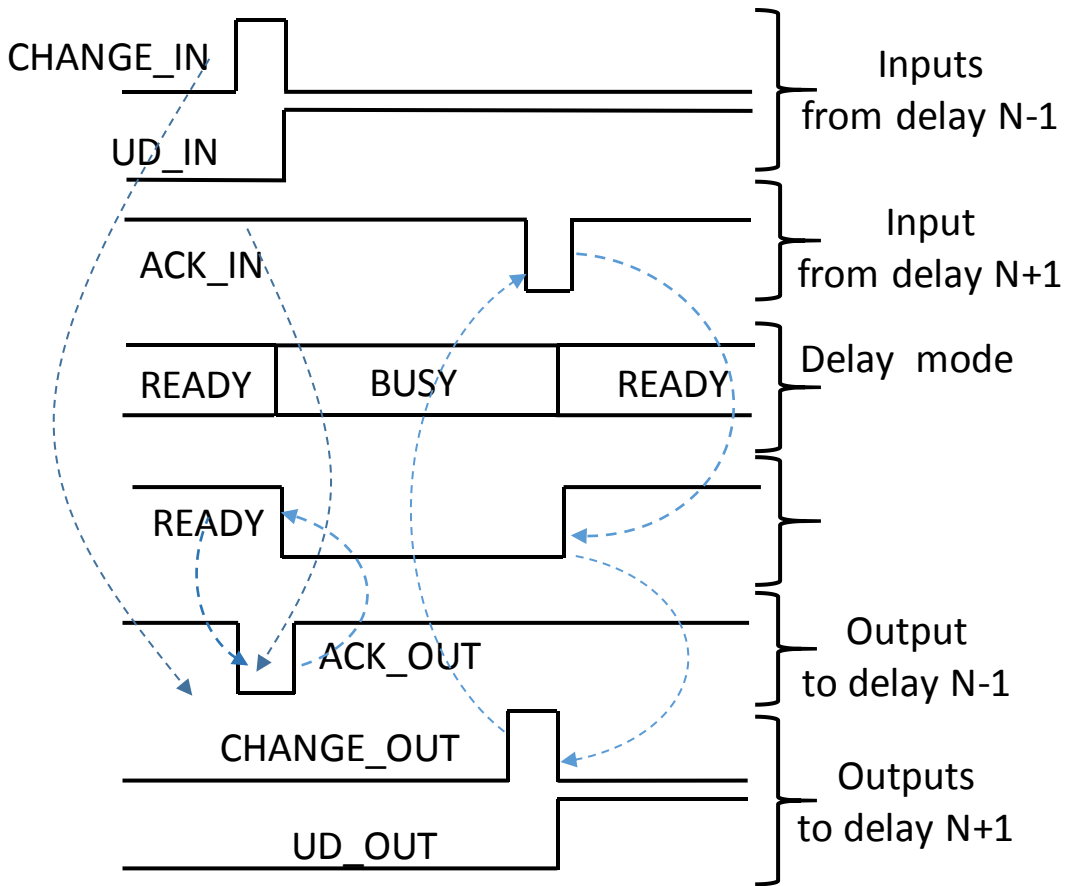 CHANGE_IN
Inputs
from delay N-1
UD_IN
Input
from delay N+1
ACK_IN
Delay mode
READY
BUSY
READY
READY
Output
to delay N-1
ACK_OUT
CHANGE_OUT
Outputs
to delay N+1
UD_OUT